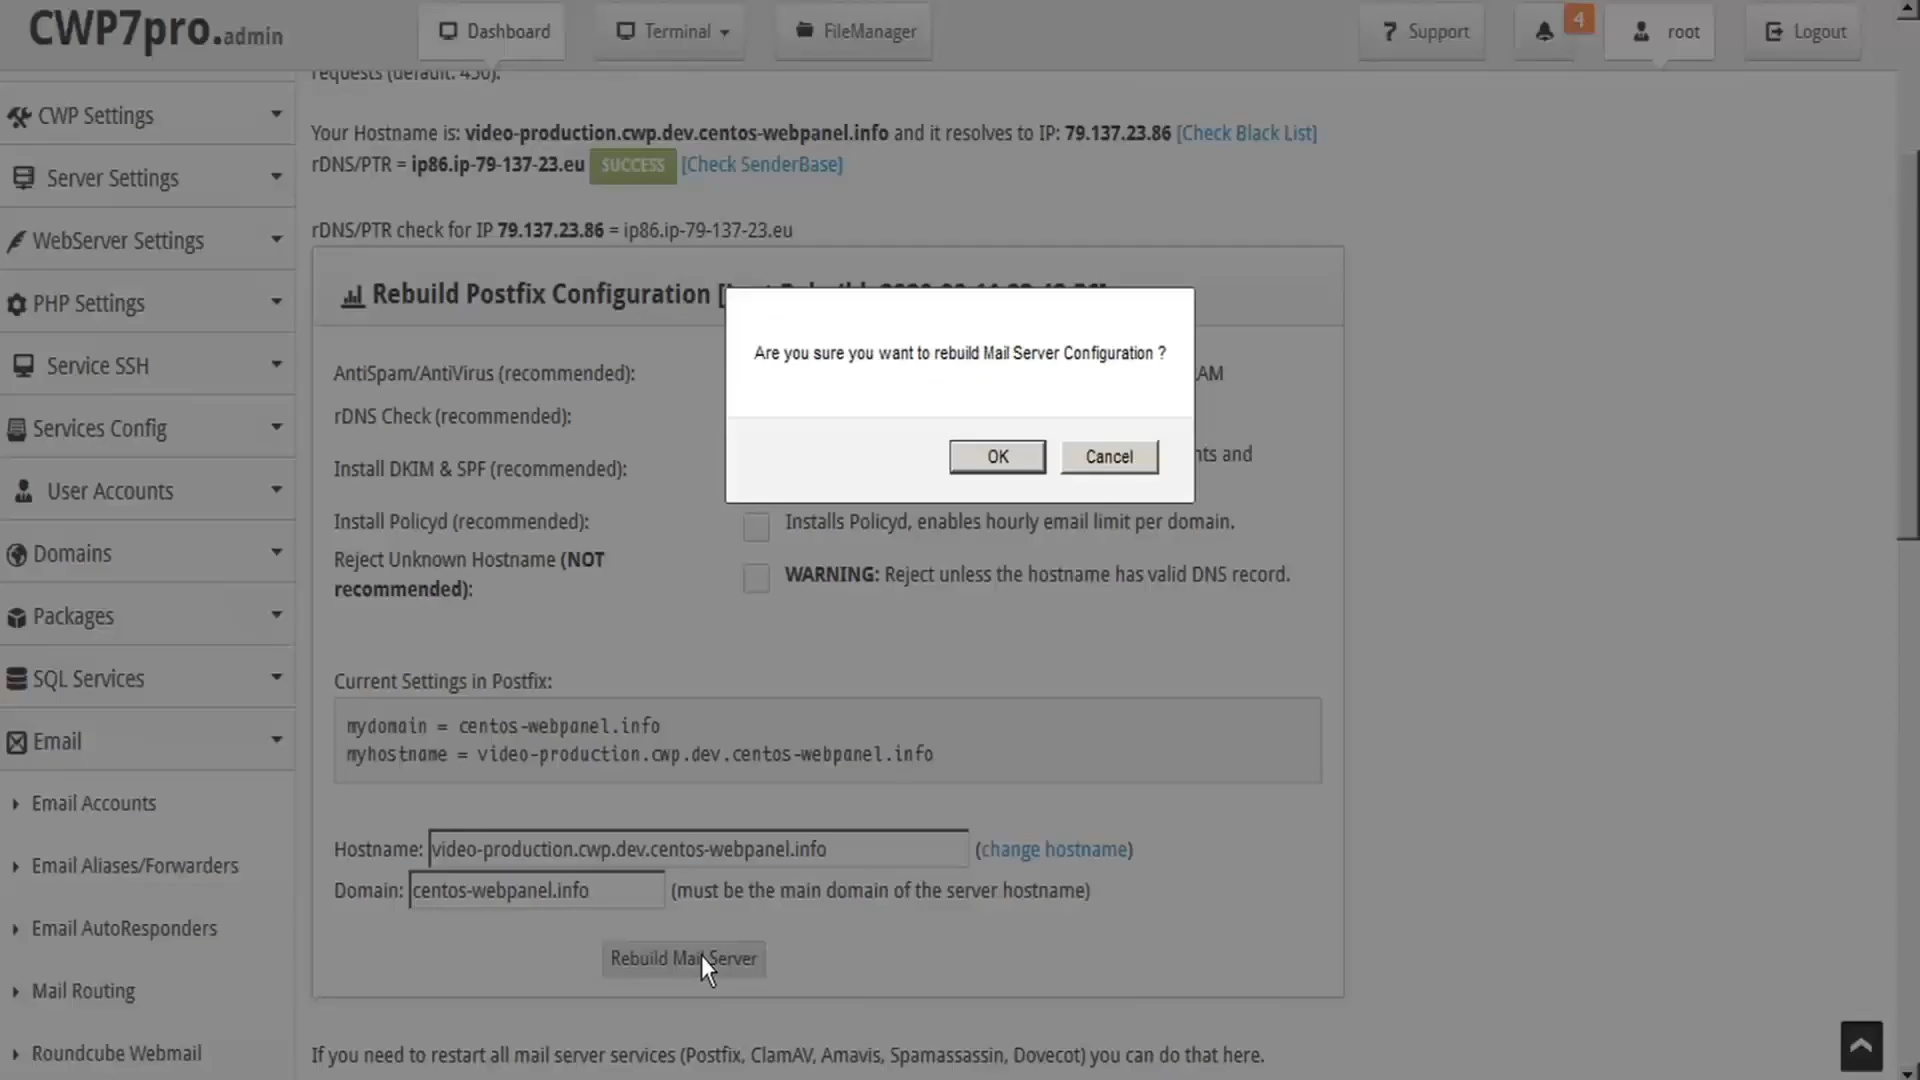 CWP7pro.admin
Dashboard
Terminal
FileManager
? Support
4
root
Logout
requests (default: 450).
CWP Settings
Server Settings
WebServer Settings
PHP Settings
Service SSH
Services Config
User Accounts
Domains
Packages
SQL Services
Email
Email Accounts
Email Aliases/Forwarders
Email AutoResponders
Mail Routing
Roundcube Webmail
Your Hostname is: video-production.cwp.dev.centos-webpanel.info and it resolves to IP: 79.137.23.86 [Check Black List]
rDNS/PTR = ip86.ip-79-137-23.eu SUCCESS [Check SenderBase]
rDNS/PTR check for IP 79.137.23.86 = ip86.ip-79-137-23.eu
Rebuild Postfix Configuration [
Are you sure you want to rebuild Mail Server Configuration ?
OK
Cancel
AntiSpam/AntiVirus (recommended):
AM
rDNS Check (recommended):
Install DKIM & SPF (recommended):
nts and
Install Policyd (recommended):
Installs Policyd, enables hourly email limit per domain.
Reject Unknown Hostname (NOT
recommended):
WARNING: Reject unless the hostname has valid DNS record.
Current Settings in Postfix:
mydomain = centos-webpanel.info
myhostname = video-production.cwp.dev.centos-webpanel.info
Hostname: video-production.cwp.dev.centos-webpanel.info (change hostname)
Domain: centos-webpanel.info (must be the main domain of the server hostname)
Rebuild Mail Server
If you need to restart all mail server services (Postfix, ClamAV, Amavis, Spamassassin, Dovecot) you can do that here.